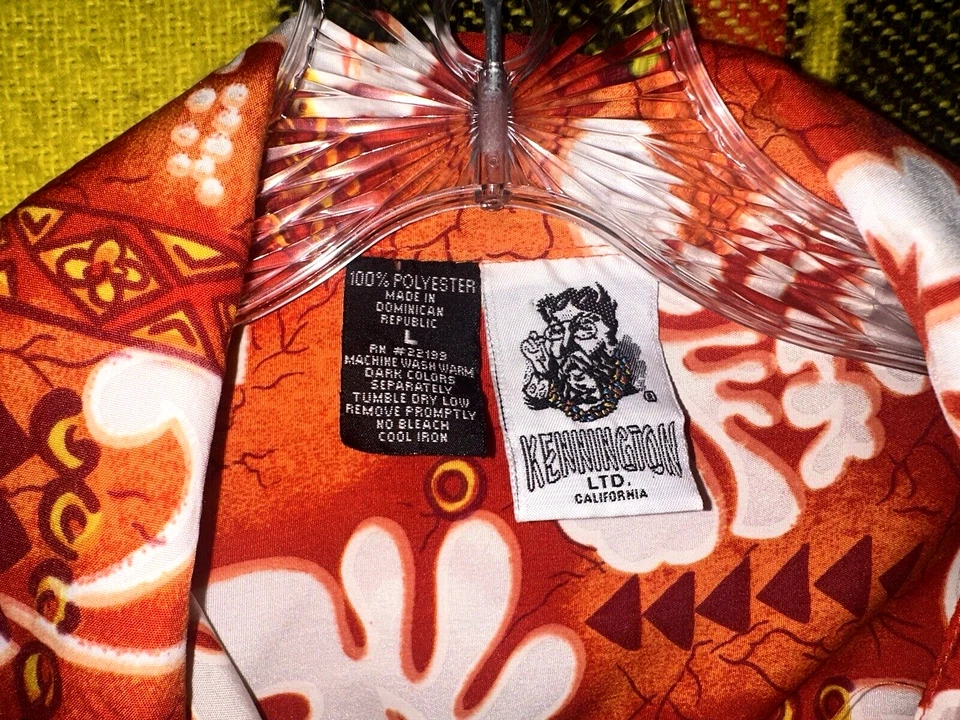 100% POLYESTER
MADE IN
DOMINICAN
REPUBLIC
L
RN #22199
MACHINE WASH WARM
DARK COLORS
SEPARATELY
TUMBLE DRY LOW
REMOVE PROMPTLY
NO BLEACH
COOL IRON
®
KENNINGTON
LTD.
CALIFORNIA